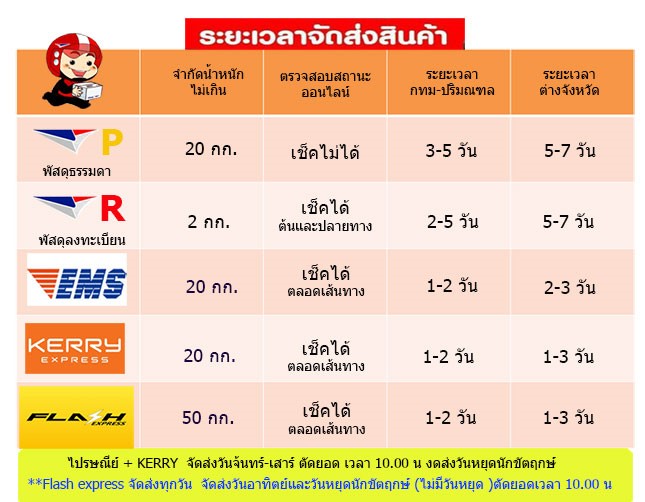 ระยะเวลาจัดส่งสินค้า
จำกัดน้ำหนัก
ไม่เกิน
ตรวจสอบสถานะ
ออนไลน์
ระยะเวลา
กทม-ปริมณฑล
ระยะเวลา
ต่างจังหวัด
P
พัสดุธรรมดา
20 กก.
เช็คไม่ได้
3-5 วัน
5-7 วัน
R
พัสดุลงทะเบียน
2 กก.
เช็คได้
ต้นและปลายทาง
2-5 วัน
5-7 วัน
EMS
20 กก.
เช็คได้
ตลอดเส้นทาง
1-2 วัน
2-3 วัน
KERRY
EXPRESS
20 กก.
เช็คได้
ตลอดเส้นทาง
1-2 วัน
1-3 วัน
FLASH
EXPRESS
50 กก.
เช็คได้
ตลอดเส้นทาง
1-2 วัน
1-3 วัน
ไปรษณีย์ + KERRY จัดส่งวันจันทร์-เสาร์ ตัดยอด เวลา 10.00 น งดส่งวันหยุดนักขัตฤกษ์
**Flash express จัดส่งทุกวัน จัดส่งวันอาทิตย์และวันหยุดนักขัตฤกษ์ (ไม่มีวันหยุด )ตัดยอดเวลา 10.00 น